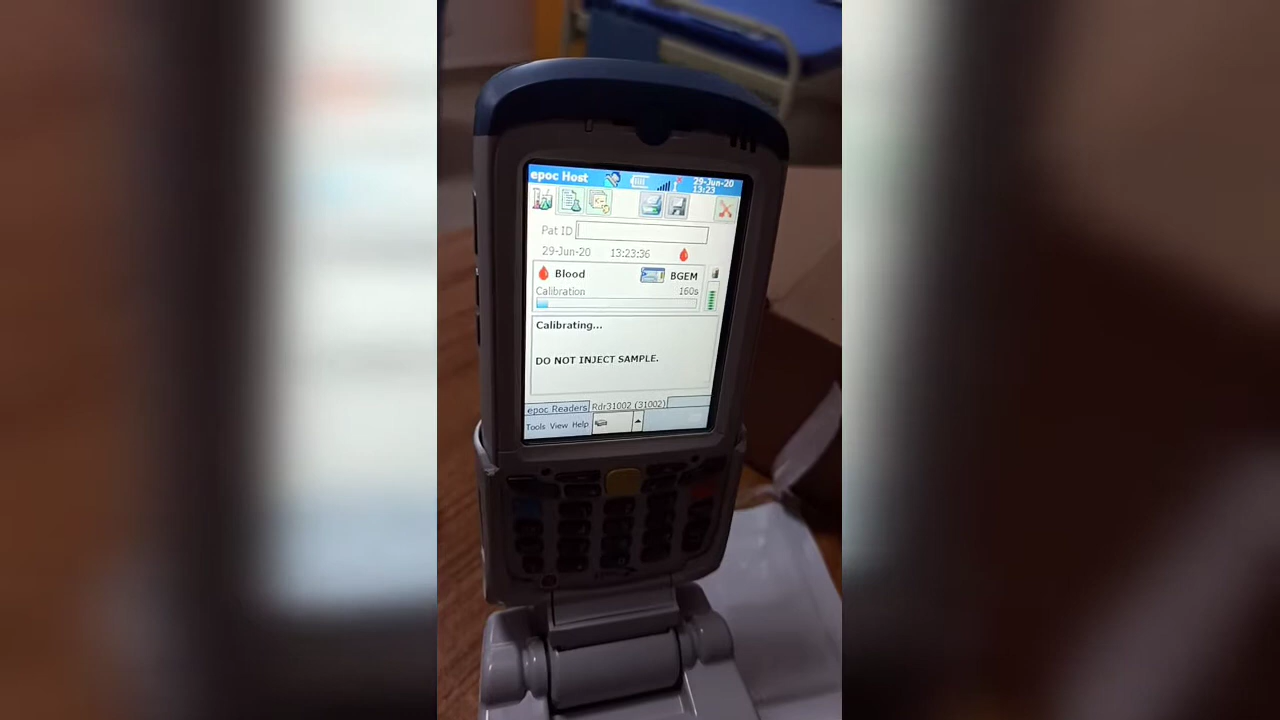 epoc Host
29-Jun-20
13:23
Pat ID
29-Jun-20 13:23:36
Blood BGEM
Calibration 160s
Calibrating...
DO NOT INJECT SAMPLE.
epoc Readers Rdr31002 (31002)
Tools View Help